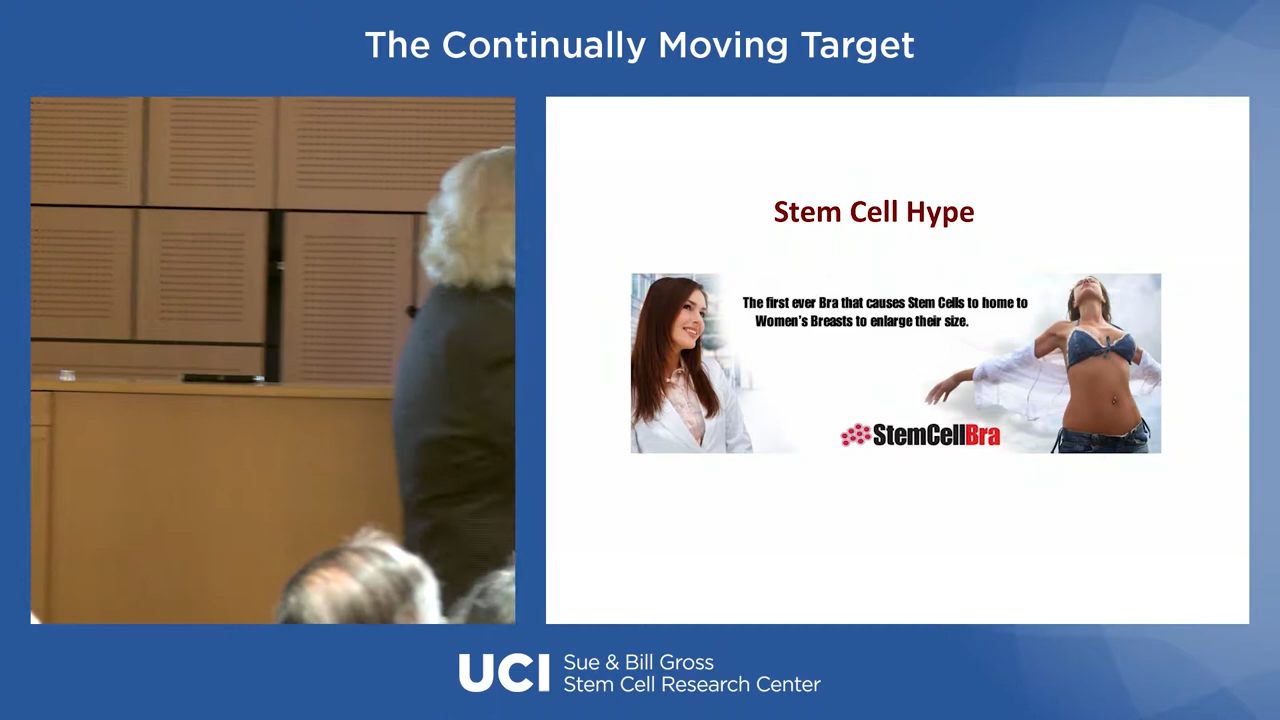 The Continually Moving Target
Stem Cell Hype
The first ever Bra that causes Stem Cells to home to
Women's Breasts to enlarge their size.
StemCellBra
UCI
Sue & Bill Gross
Stem Cell Research Center